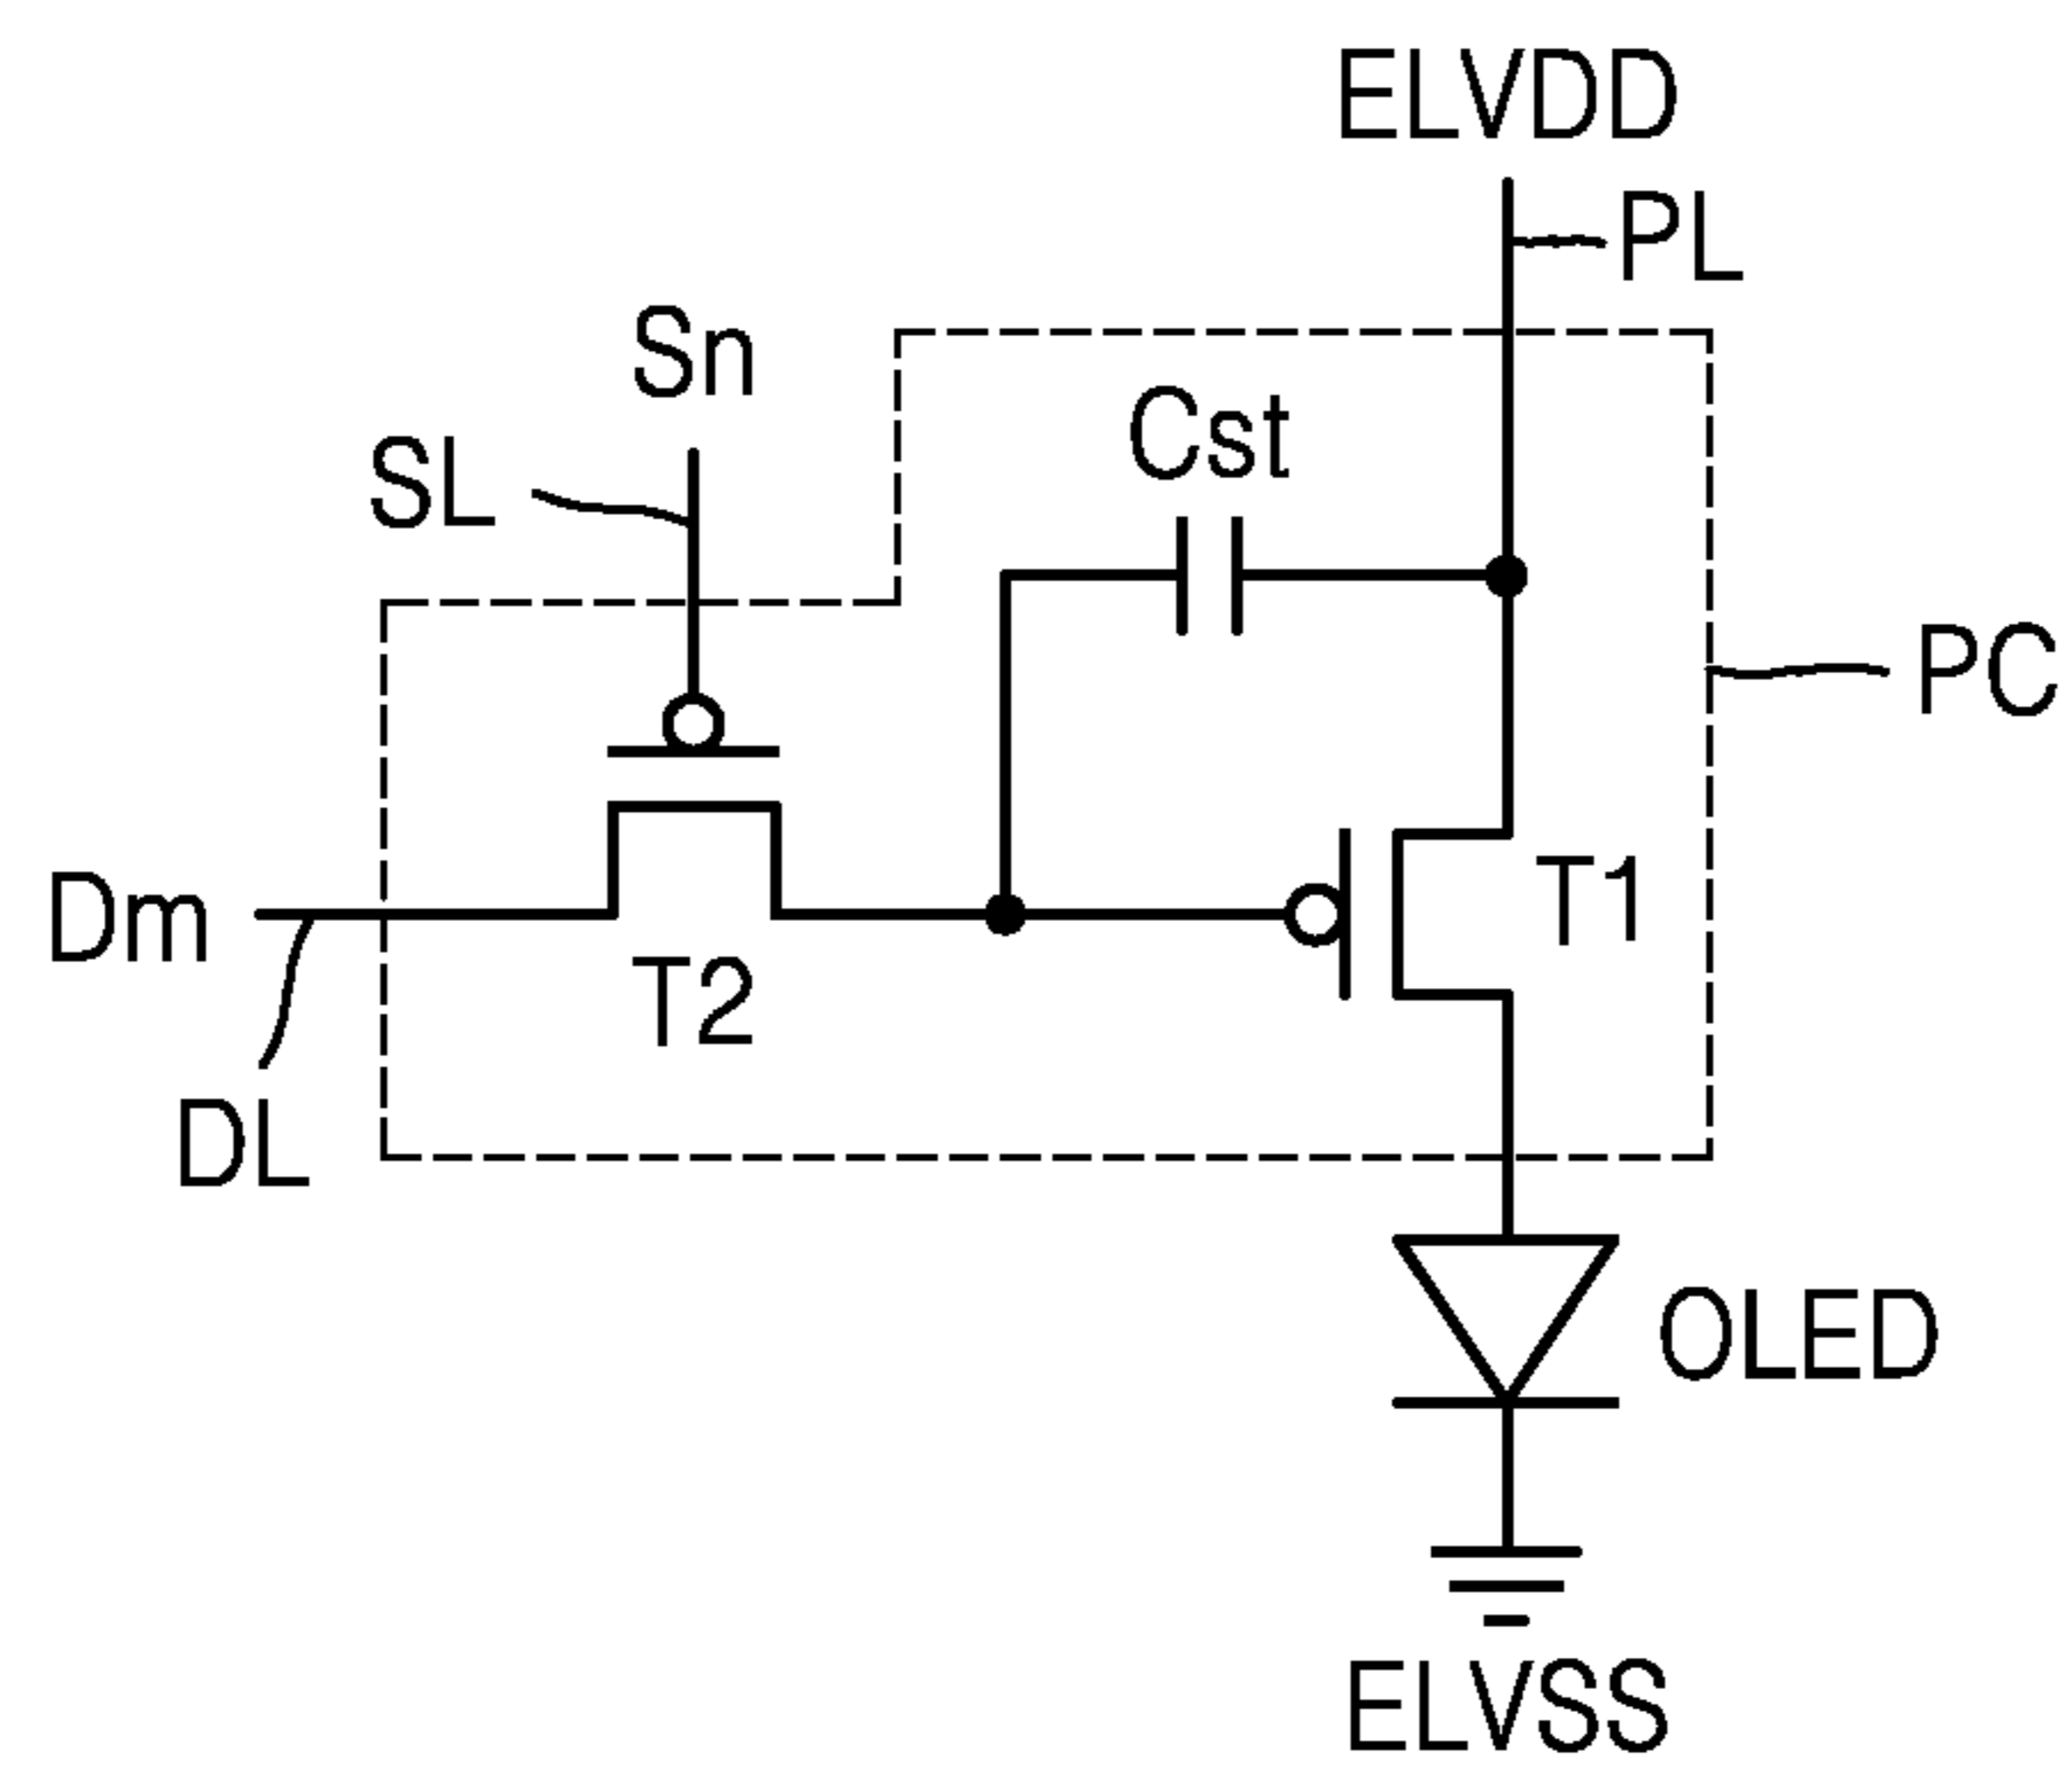 ELVDD
PL
Sn
SL
Cst
PC
T1
Dm
T2
DL
OLED
ELVSS